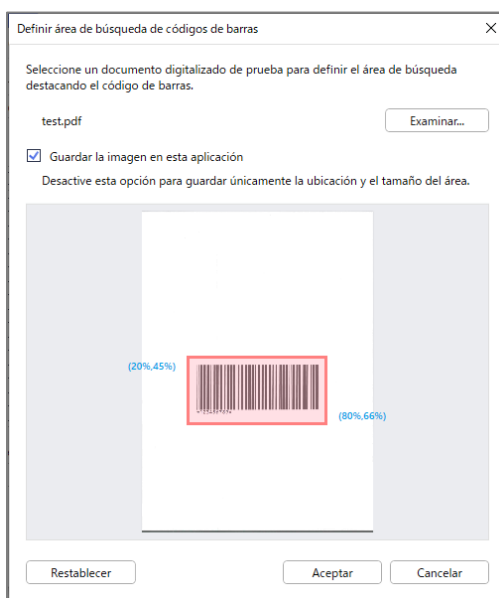 Definir área de búsqueda de códigos de barras
Seleccione un documento digitalizado de prueba para definir el área de búsqueda
destacando el código de barras.
test.pdf
Examinar...
Guardar la imagen en esta aplicación
Desactive esta opción para guardar únicamente la ubicación y el tamaño del área.
(20%,45%)
(80%,66%)
Restablecer
Aceptar
Cancelar